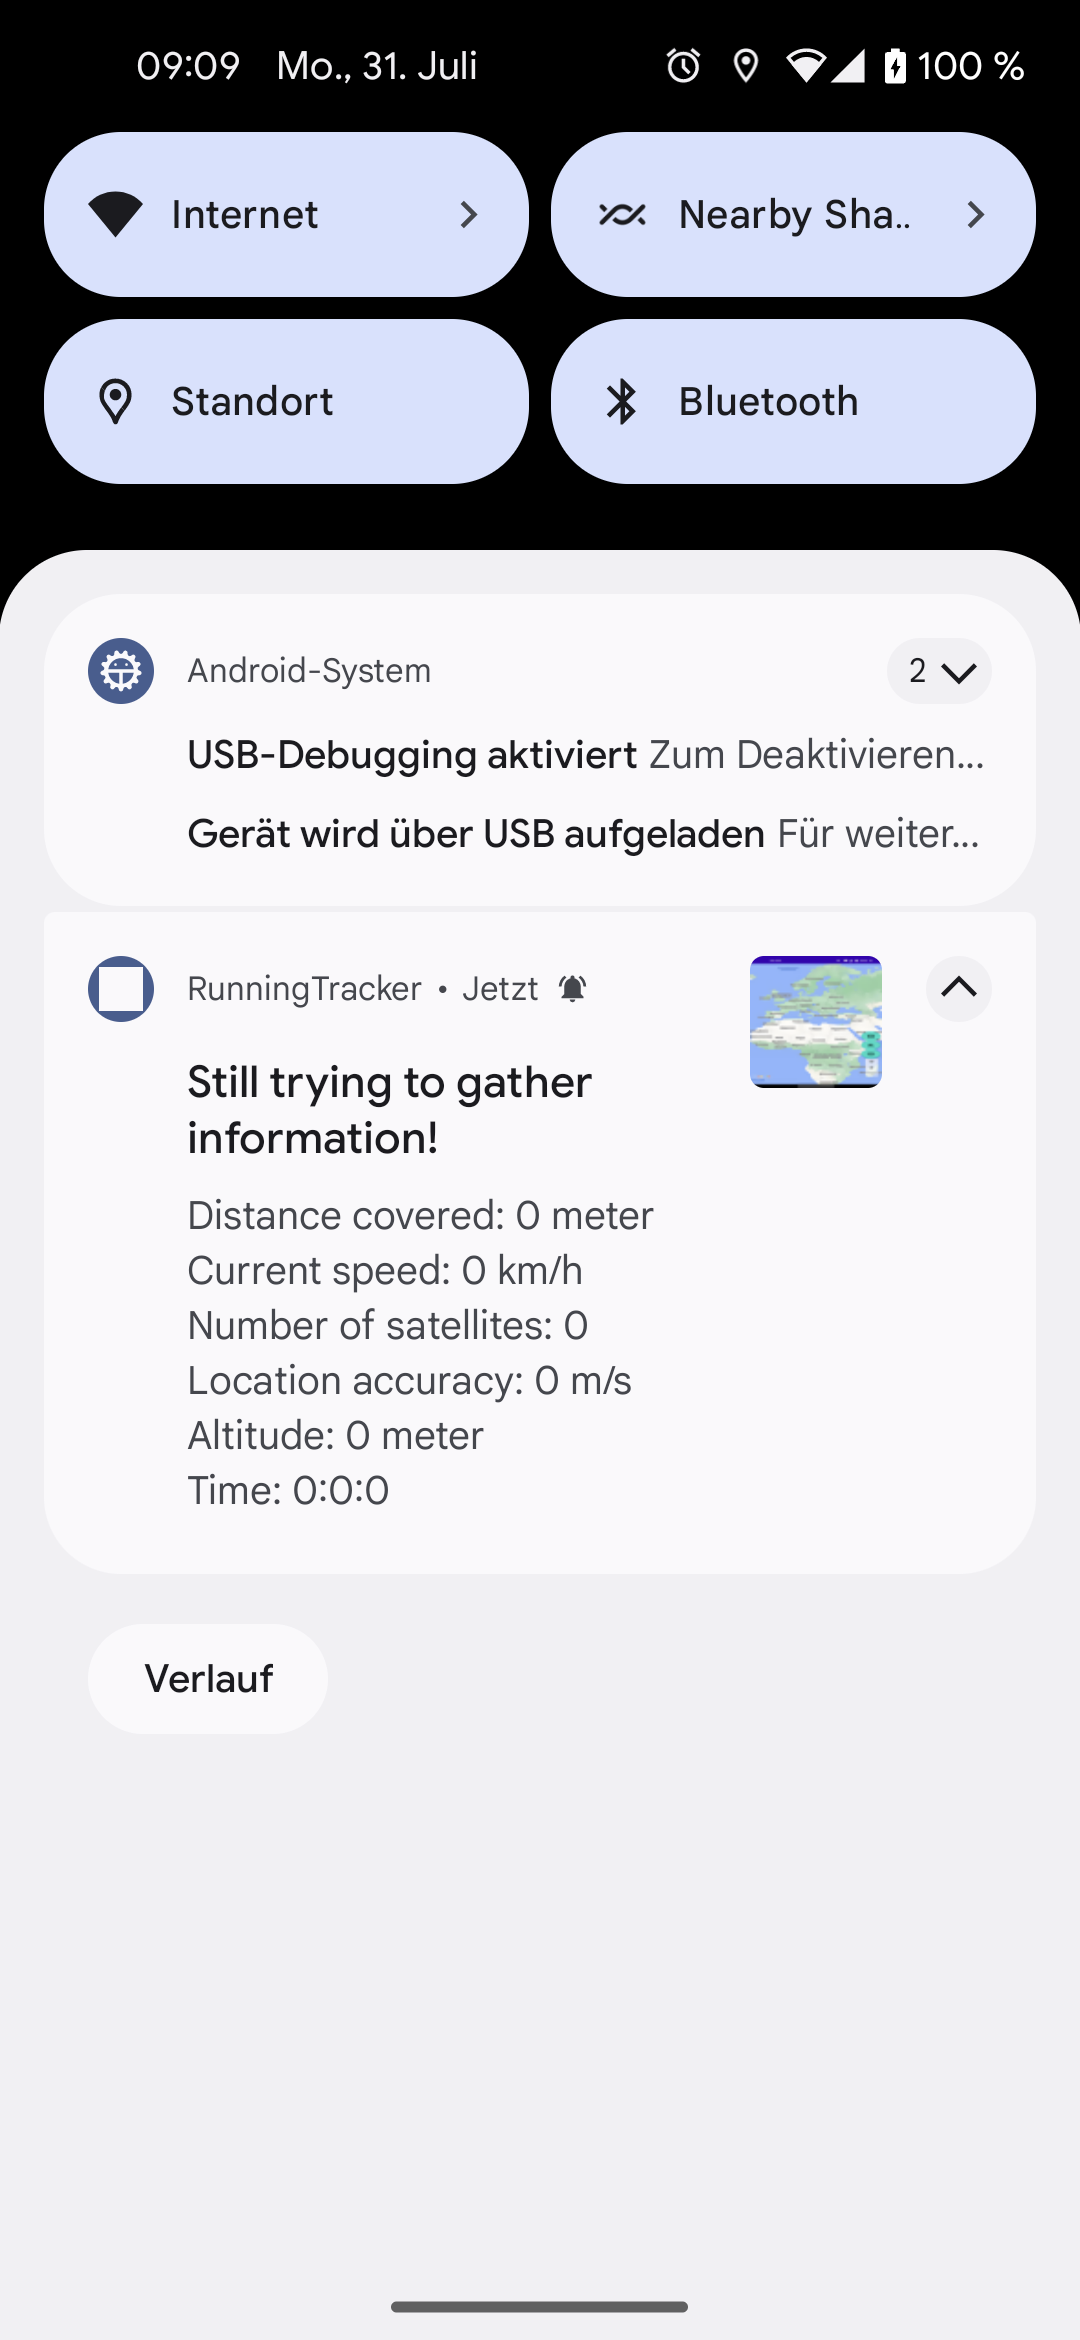 09:09 Mo., 31. Juli 100 %
Internet
Nearby Sha..
Standort
Bluetooth
Android-System 2
USB-Debugging aktiviert Zum Deaktivieren...
Gerät wird über USB aufgeladen Für weiter...
RunningTracker • Jetzt
Still trying to gather
information!
Distance covered: 0 meter
Current speed: 0 km/h
Number of satellites: 0
Location accuracy: 0 m/s
Altitude: 0 meter
Time: 0:0:0
Verlauf